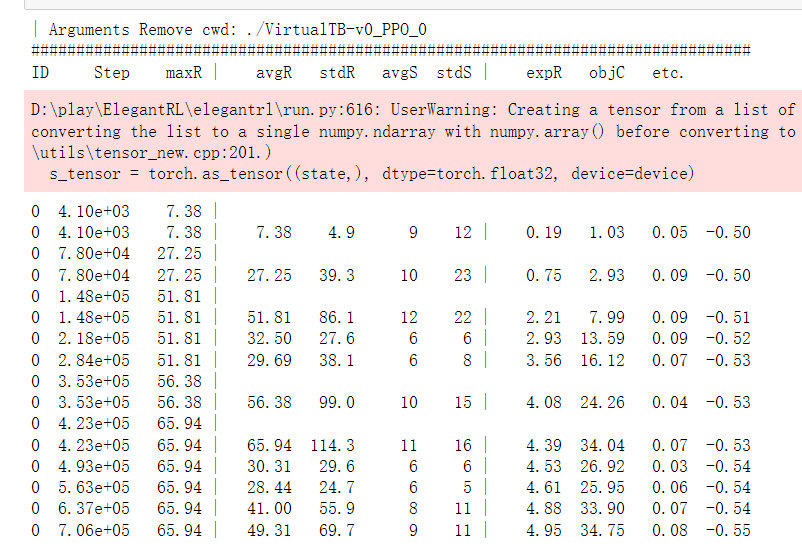 | Arguments Remove cwd: ./VirtualTB-v0_PPO_0
################################################################################
ID     Step    maxR |    avgR   stdR   avgS  stdS |    expR   objC   etc.
D:\play\ElegantRL\elegantrl\run.py:616: UserWarning: Creating a tensor from a list of
converting the list to a single numpy.ndarray with numpy.array() before converting to
\utils\tensor_new.cpp:201.)
  s_tensor = torch.as_tensor((state,), dtype=torch.float32, device=device)
0  4.10e+03    7.38 |
0  4.10e+03    7.38 |    7.38    4.9      9    12 |    0.19   1.03   0.05  -0.50
0  7.80e+04   27.25 |
0  7.80e+04   27.25 |   27.25   39.3     10    23 |    0.75   2.93   0.09  -0.50
0  1.48e+05   51.81 |
0  1.48e+05   51.81 |   51.81   86.1     12    22 |    2.21   7.99   0.09  -0.51
0  2.18e+05   51.81 |   32.50   27.6      6     6 |    2.93  13.59   0.09  -0.52
0  2.84e+05   51.81 |   29.69   38.1      6     8 |    3.56  16.12   0.07  -0.53
0  3.53e+05   56.38 |
0  3.53e+05   56.38 |   56.38   99.0     10    15 |    4.08  24.26   0.04  -0.53
0  4.23e+05   65.94 |
0  4.23e+05   65.94 |   65.94  114.3     11    16 |    4.39  34.04   0.07  -0.53
0  4.93e+05   65.94 |   30.31   29.6      6     6 |    4.53  26.92   0.03  -0.54
0  5.63e+05   65.94 |   28.44   24.7      6     5 |    4.61  25.95   0.06  -0.54
0  6.37e+05   65.94 |   41.00   55.9      8    11 |    4.88  33.90   0.07  -0.54
0  7.06e+05   65.94 |   49.31   69.7      9    11 |    4.95  34.75   0.08  -0.55